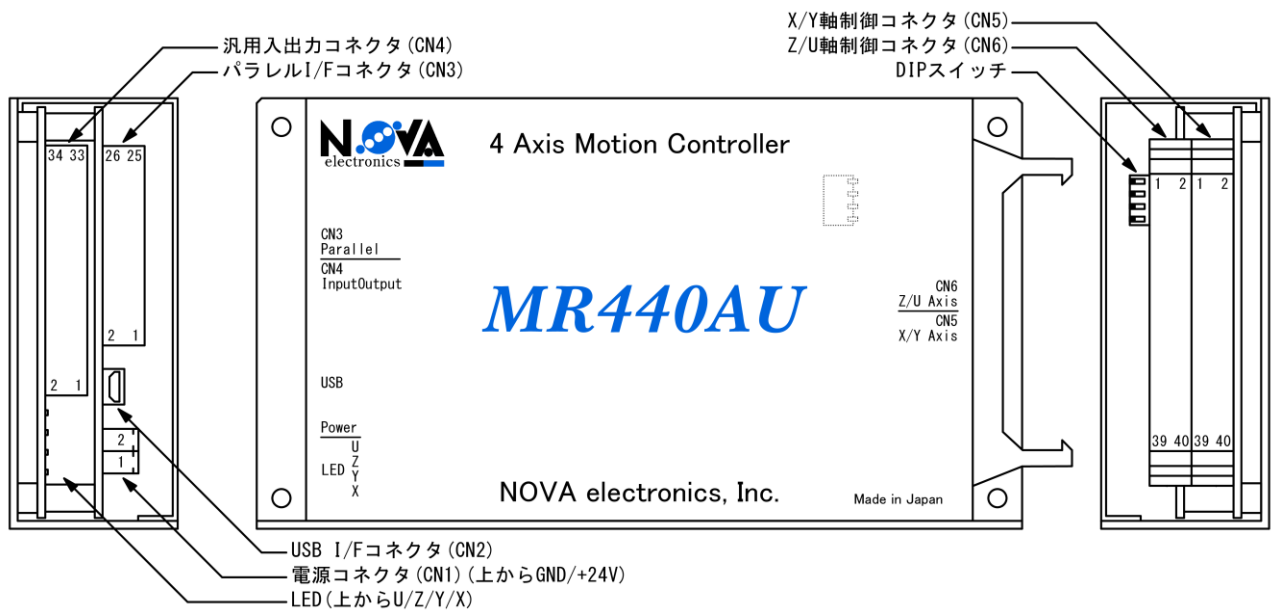 汎用入出力コネクタ(CN4)
パラレルI/Fコネクタ(CN3)
X/Y軸制御コネクタ(CN5)
Z/U軸制御コネクタ(CN6)
DIPスイッチ
34 33
26 25
2 1
2 1
2
1
NOVA
electronics
4 Axis Motion Controller
CN3
Parallel
CN4
InputOutput
MR440AU
CN6
Z/U Axis
CN5
X/Y Axis
USB
Power
LED
U
Z
Y
X
NOVA electronics, Inc.
Made in Japan
1 2 1 2
39 40 39 40
USB I/Fコネクタ(CN2)
電源コネクタ(CN1)(上からGND/+24V)
LED(上からU/Z/Y/X)